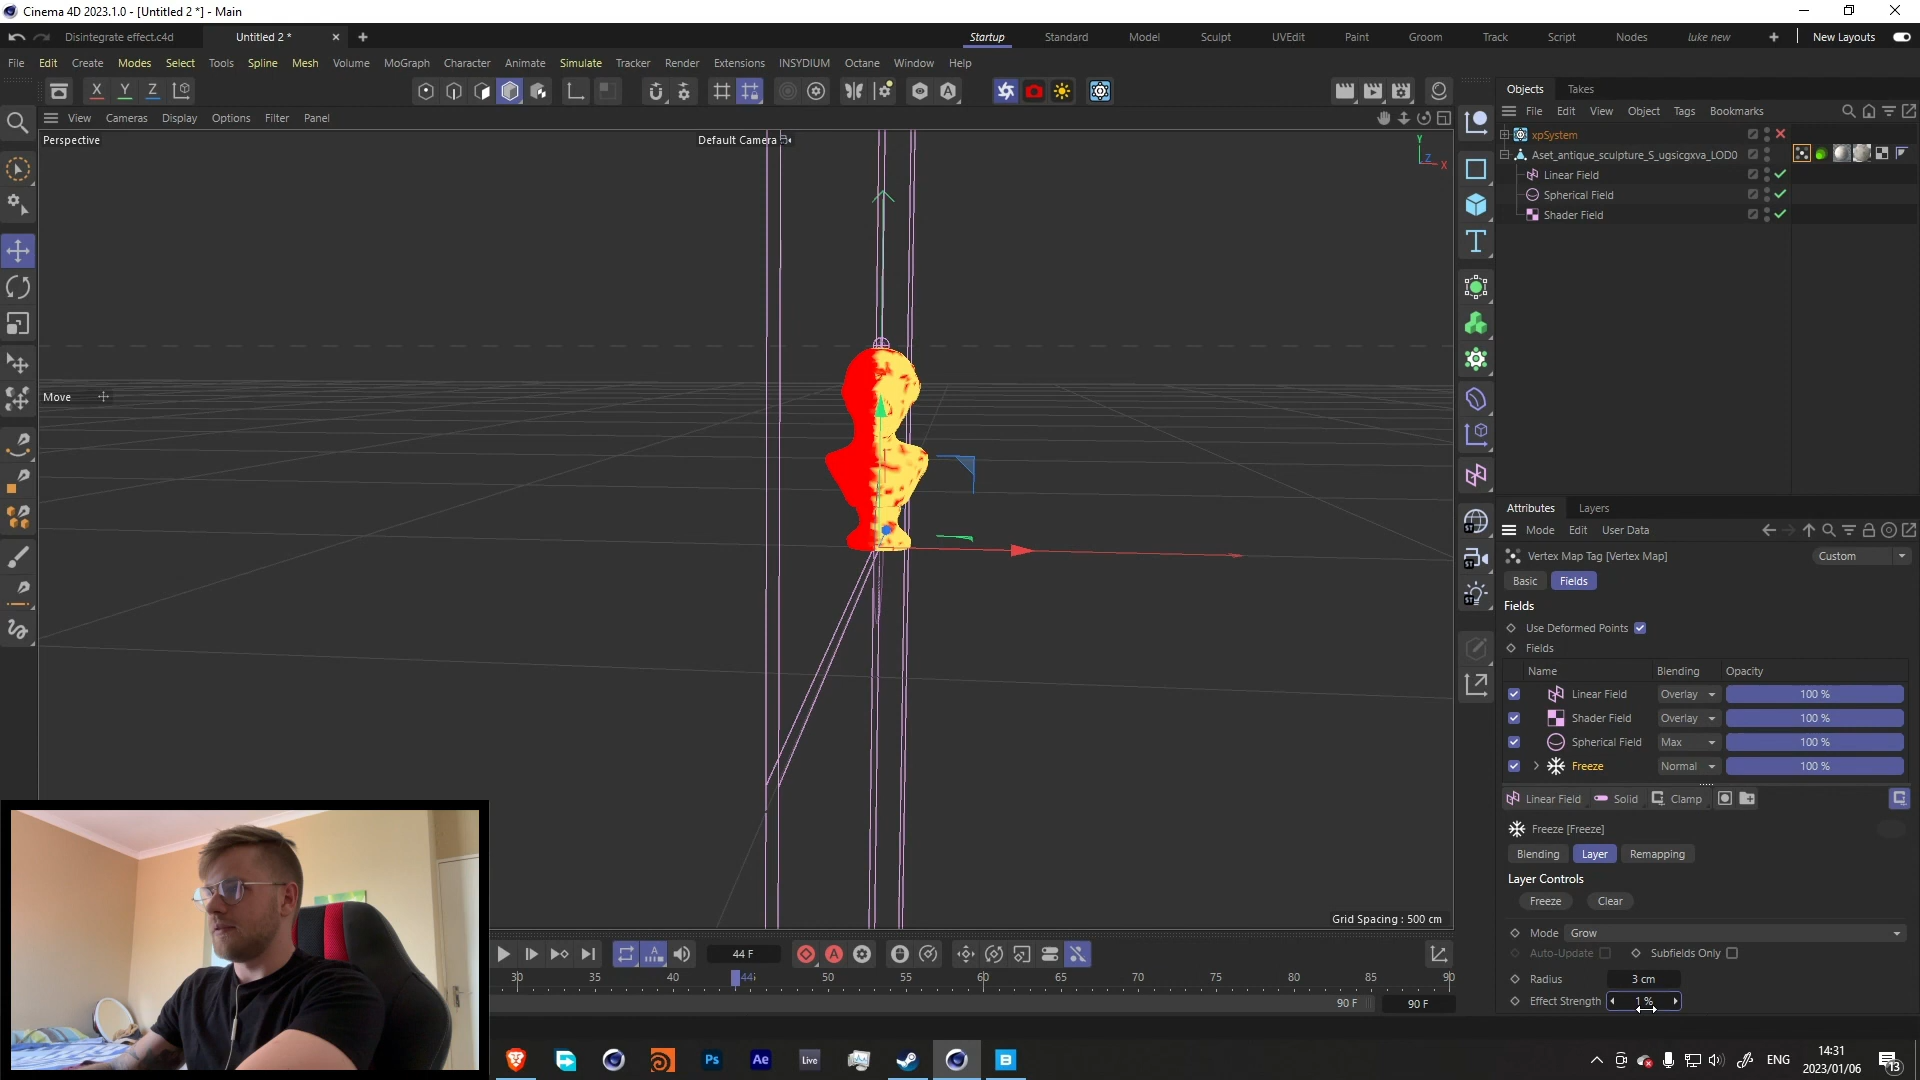 Cinema 4D 2023.1.0 - [Untitled 2 *] - Main
Disintegrate effect.c4d Untitled 2 * Startup Standard Model Sculpt UVEdit Paint Groom Track Script Nodes luke new New Layouts
File Edit Create Modes Select Tools Spline Mesh Volume MoGraph Character Animate Simulate Tracker Render Extensions INSYDIUM Octane Window Help
X Y Z
Objects Takes
View Cameras Display Options Filter Panel
File Edit View Object Tags Bookmarks
Perspective
Default Camera
Y
Z
X
xpSystem
Aset_antique_sculpture_S_ugsicgxva_LOD0
Linear Field
Spherical Field
Shader Field
Move
Attributes Layers
Mode Edit User Data
Vertex Map Tag [Vertex Map] Custom
Basic Fields
Fields
Use Deformed Points
Fields
Name Blending Opacity
Linear Field Overlay 100 %
Shader Field Overlay 100 %
Spherical Field Max 100 %
Freeze Normal 100 %
Linear Field Solid Clamp
Freeze [Freeze]
Blending Layer Remapping
Layer Controls
Freeze Clear
Mode Grow
Auto-Update Subfields Only
Radius 3 cm
Effect Strength 1 %
Grid Spacing : 500 cm
44 F
30 35 40 44 50 55 60 65 70 75 80 85 90
90 F 90 F
Ps Ae Live B
ENG
14:31
2023/01/06
13